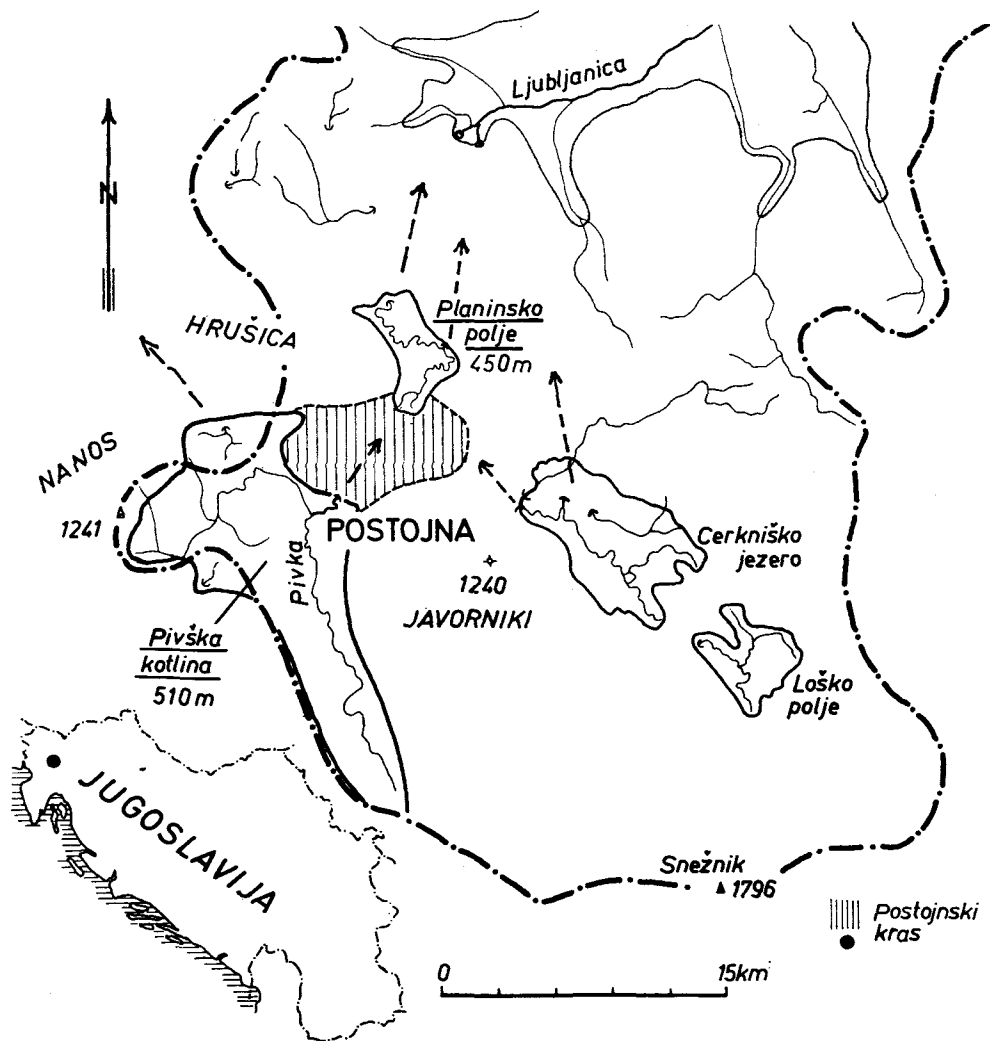 Ljubljanica
N
HRUŠICA
Planinsko
polje
450m
NANOS
1241
POSTOJNA
Cerkniško
jezero
Pivka
1240
JAVORNIKI
Pivška
kotlina
510m
Loško
polje
JUGOSLAVIJA
Snežnik
1796
Postojnski
kras
0 15km